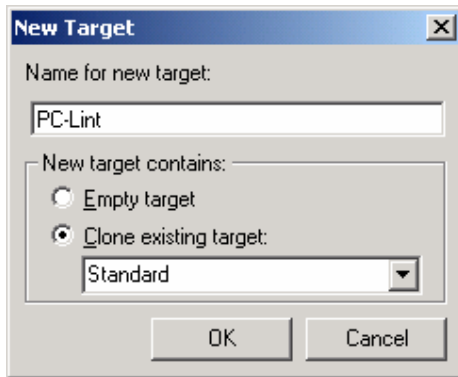 New Target
Name for new target:
PC-Lint
New target contains:
Empty target
Clone existing target:
Standard
OK
Cancel